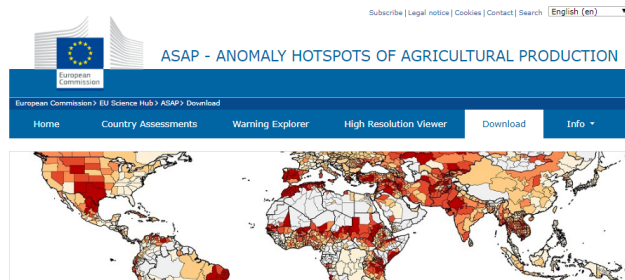 Subscribe | Legal notice | Cookies | Contact | Search English (en)
ASAP - ANOMALY HOTSPOTS OF AGRICULTURAL PRODUCTION
European
Commission
European Commission > EU Science Hub > ASAP > Download
Home Country Assessments Warning Explorer High Resolution Viewer Download Info